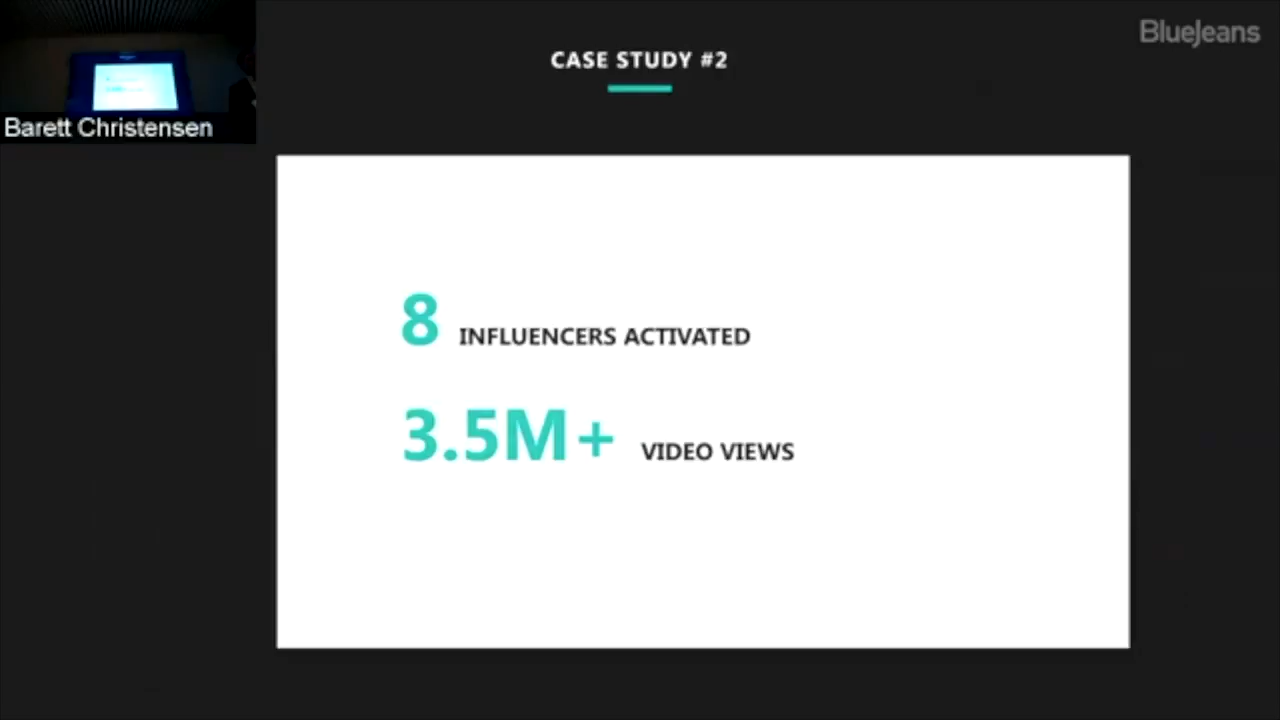 BlueJeans
CASE STUDY #2
Barett Christensen
8 INFLUENCERS ACTIVATED
3.5M+ VIDEO VIEWS